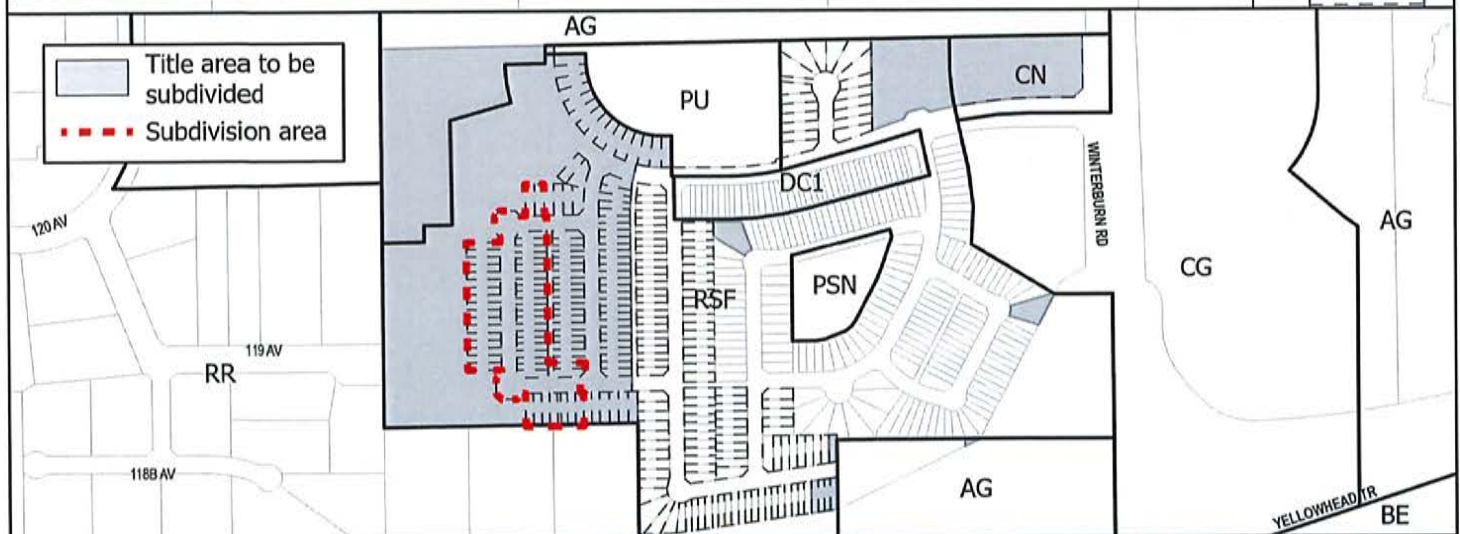 AG
Title area to be
subdivided
Subdivision area
CN
PU
WINTERBURN RD
DC1
120 AV
AG
CG
PSN
RSF
119 AV
RR
118B AV
AG
YELLOWHEAD TR
BE